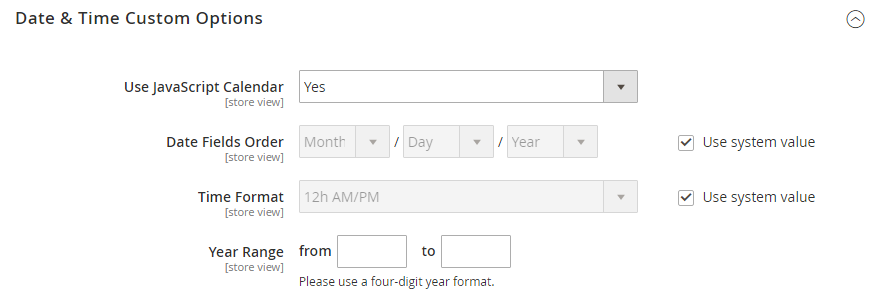 Date & Time Custom Options
Use JavaScript Calendar Yes
[store view]
Date Fields Order Month / Day / Year Use system value
[store view]
Time Format 12h AM/PM Use system value
[store view]
Year Range from to
[store view]
Please use a four-digit year format.